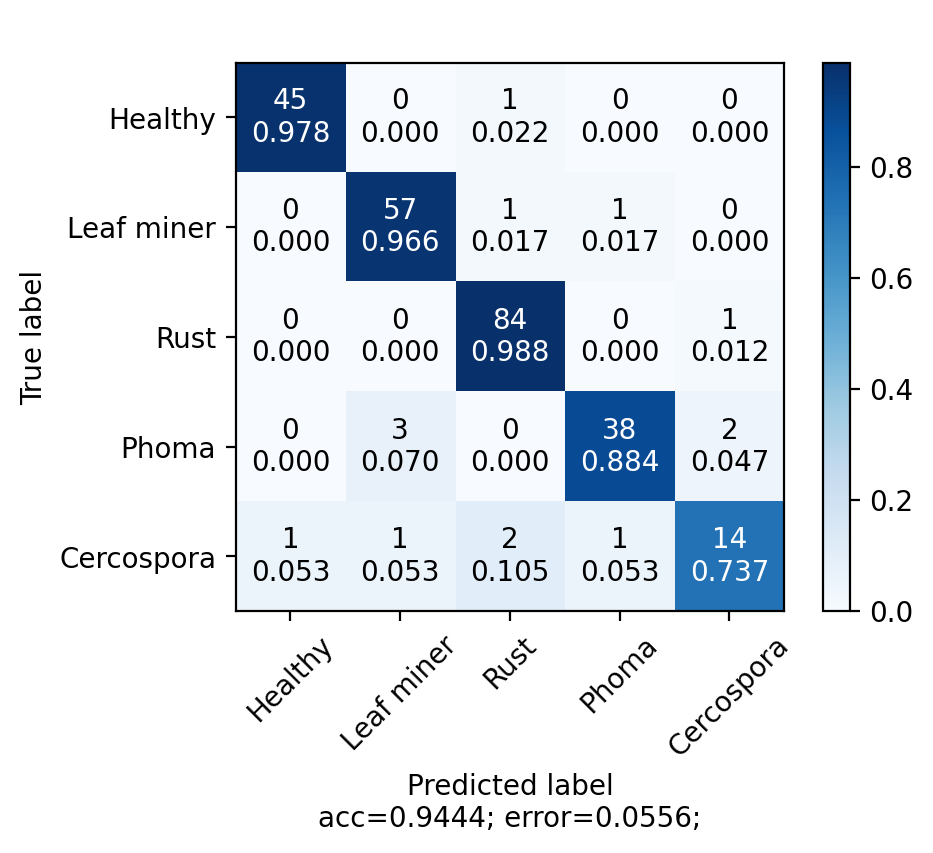 Healthy 45 0 1 0 0
0.978 0.000 0.022 0.000 0.000
0.8
Leaf miner 0 57 1 1 0
0.000 0.966 0.017 0.017 0.000
0.6
Rust 0 0 84 0 1
0.000 0.000 0.988 0.000 0.012
True label
0.4
Phoma 0 3 0 38 2
0.000 0.070 0.000 0.884 0.047
0.2
Cercospora 1 1 2 1 14
0.053 0.053 0.105 0.053 0.737
0.0
Healthy
Leaf miner
Rust
Phoma
Cercospora
Predicted label
acc=0.9444; error=0.0556;